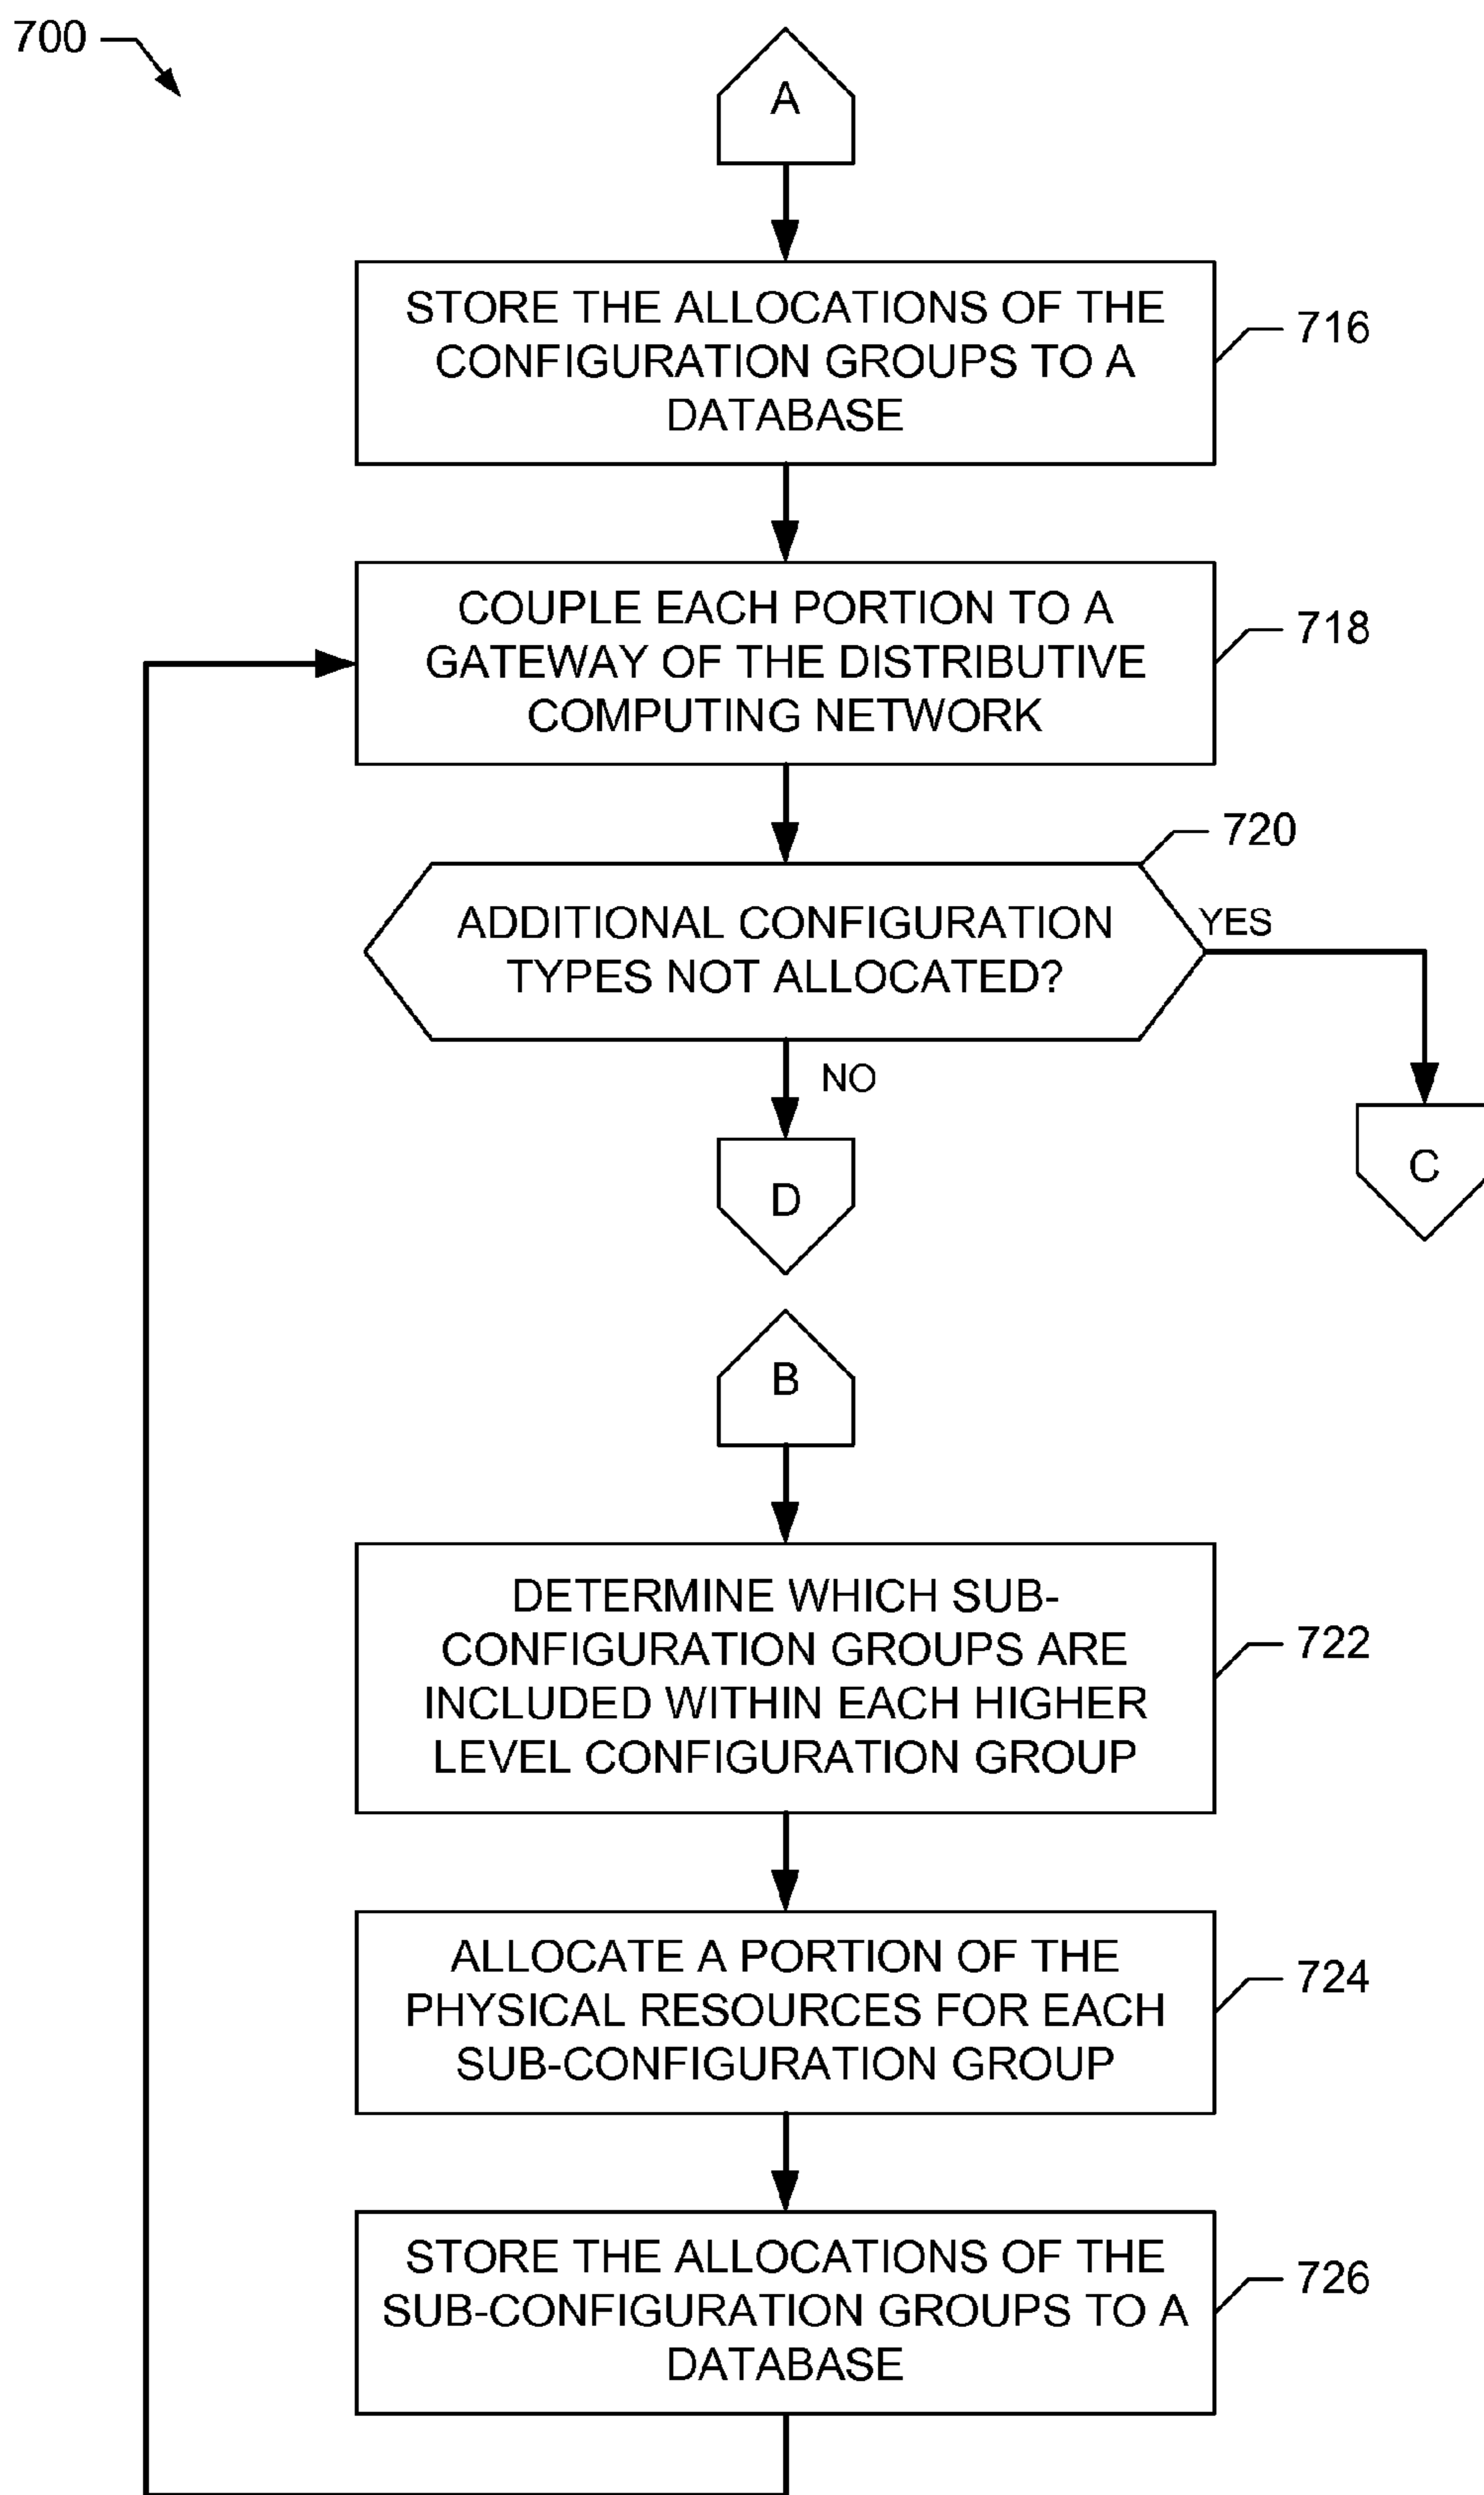 700
A
STORE THE ALLOCATIONS OF THE
CONFIGURATION GROUPS TO A
DATABASE
716
COUPLE EACH PORTION TO A
GATEWAY OF THE DISTRIBUTIVE
COMPUTING NETWORK
718
720
ADDITIONAL CONFIGURATION
TYPES NOT ALLOCATED?
YES
NO
C
D
B
DETERMINE WHICH SUB-
CONFIGURATION GROUPS ARE
INCLUDED WITHIN EACH HIGHER
LEVEL CONFIGURATION GROUP
722
ALLOCATE A PORTION OF THE
PHYSICAL RESOURCES FOR EACH
SUB-CONFIGURATION GROUP
724
STORE THE ALLOCATIONS OF THE
SUB-CONFIGURATION GROUPS TO A
DATABASE
726